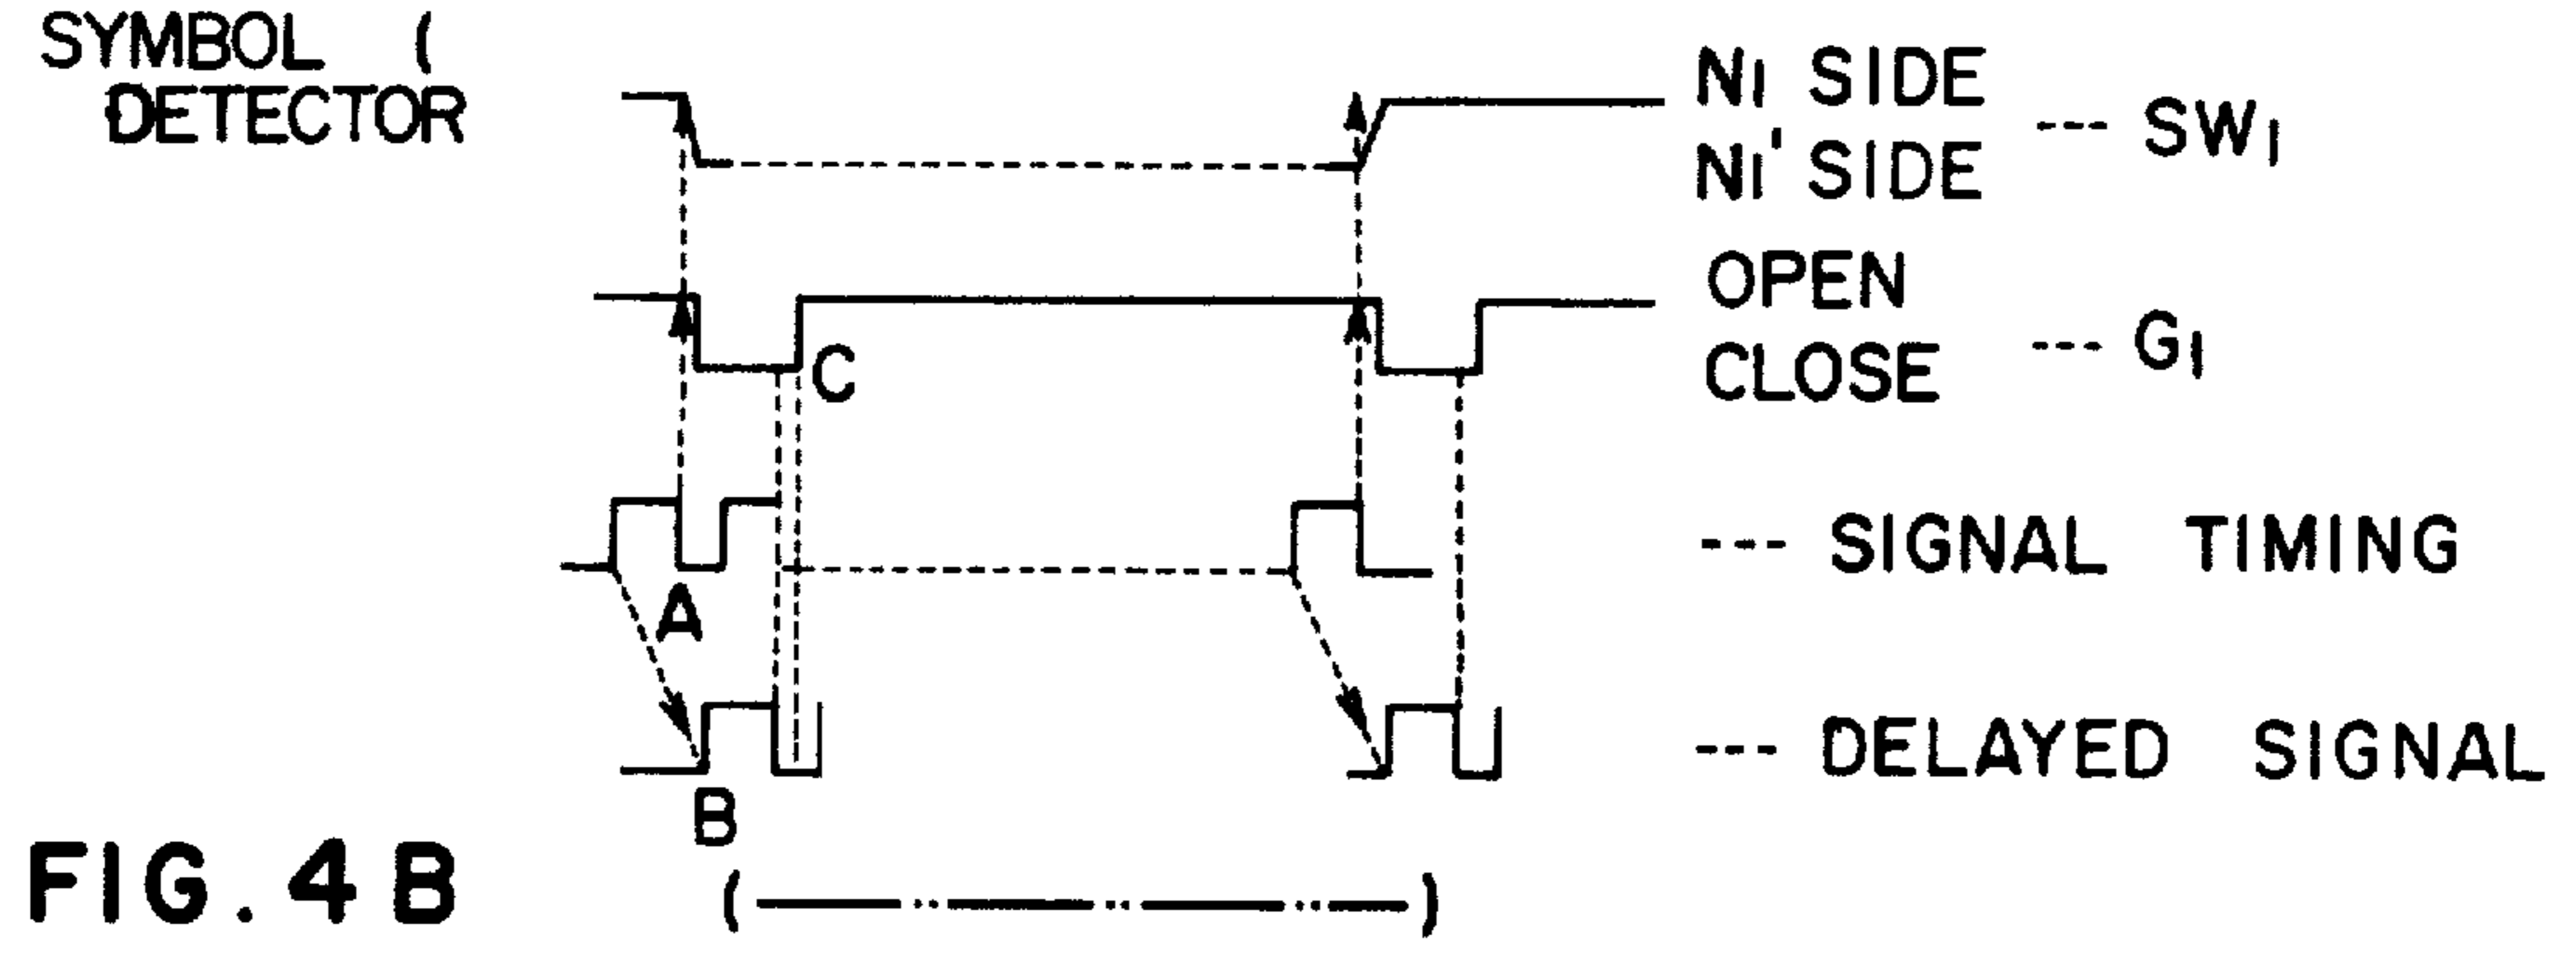 SYMBOL (
DETECTOR
N1 SIDE
N1' SIDE
--- SW1
OPEN
CLOSE
--- G1
C
--- SIGNAL TIMING
A
--- DELAYED SIGNAL
B
FIG. 4B
( )